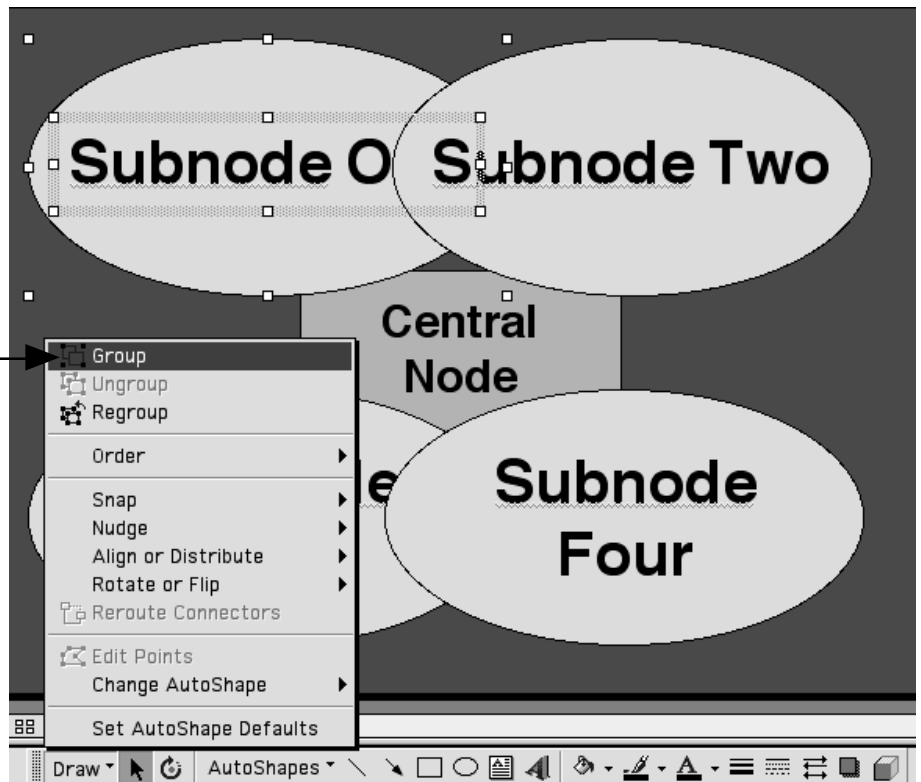 Subnode O
Subnode Two
Central
Node
Group
Ungroup
Regroup
Order
Snap
Nudge
Align or Distribute
Rotate or Flip
Reroute Connectors
Edit Points
Change AutoShape
Set AutoShape Defaults
Subnode
Four
Draw
AutoShapes